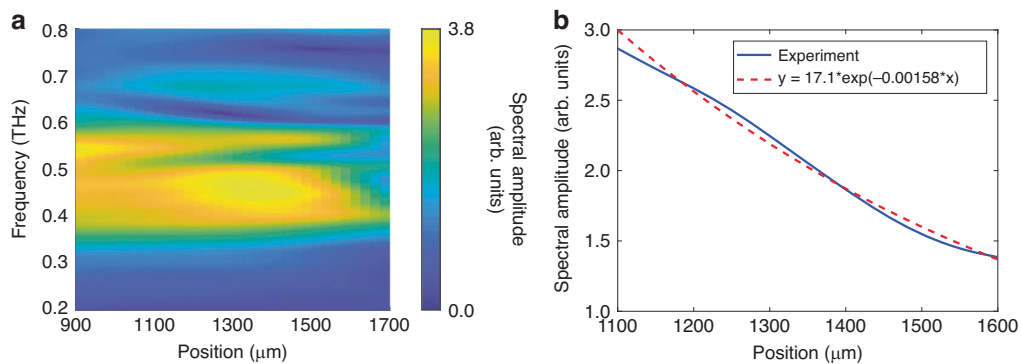 a
0.8
0.7
0.6
0.5
0.4
0.3
0.2
Frequency (THz)
900
1100
1300
1500
1700
Position (μm)
3.8
0.0
Spectral amplitude
(arb. units)
b
3.0
2.5
2.0
1.5
1.0
Spectral amplitude (arb. units)
Experiment
y = 17.1*exp(−0.00158*x)
1100
1200
1300
1400
1500
1600
Position (μm)